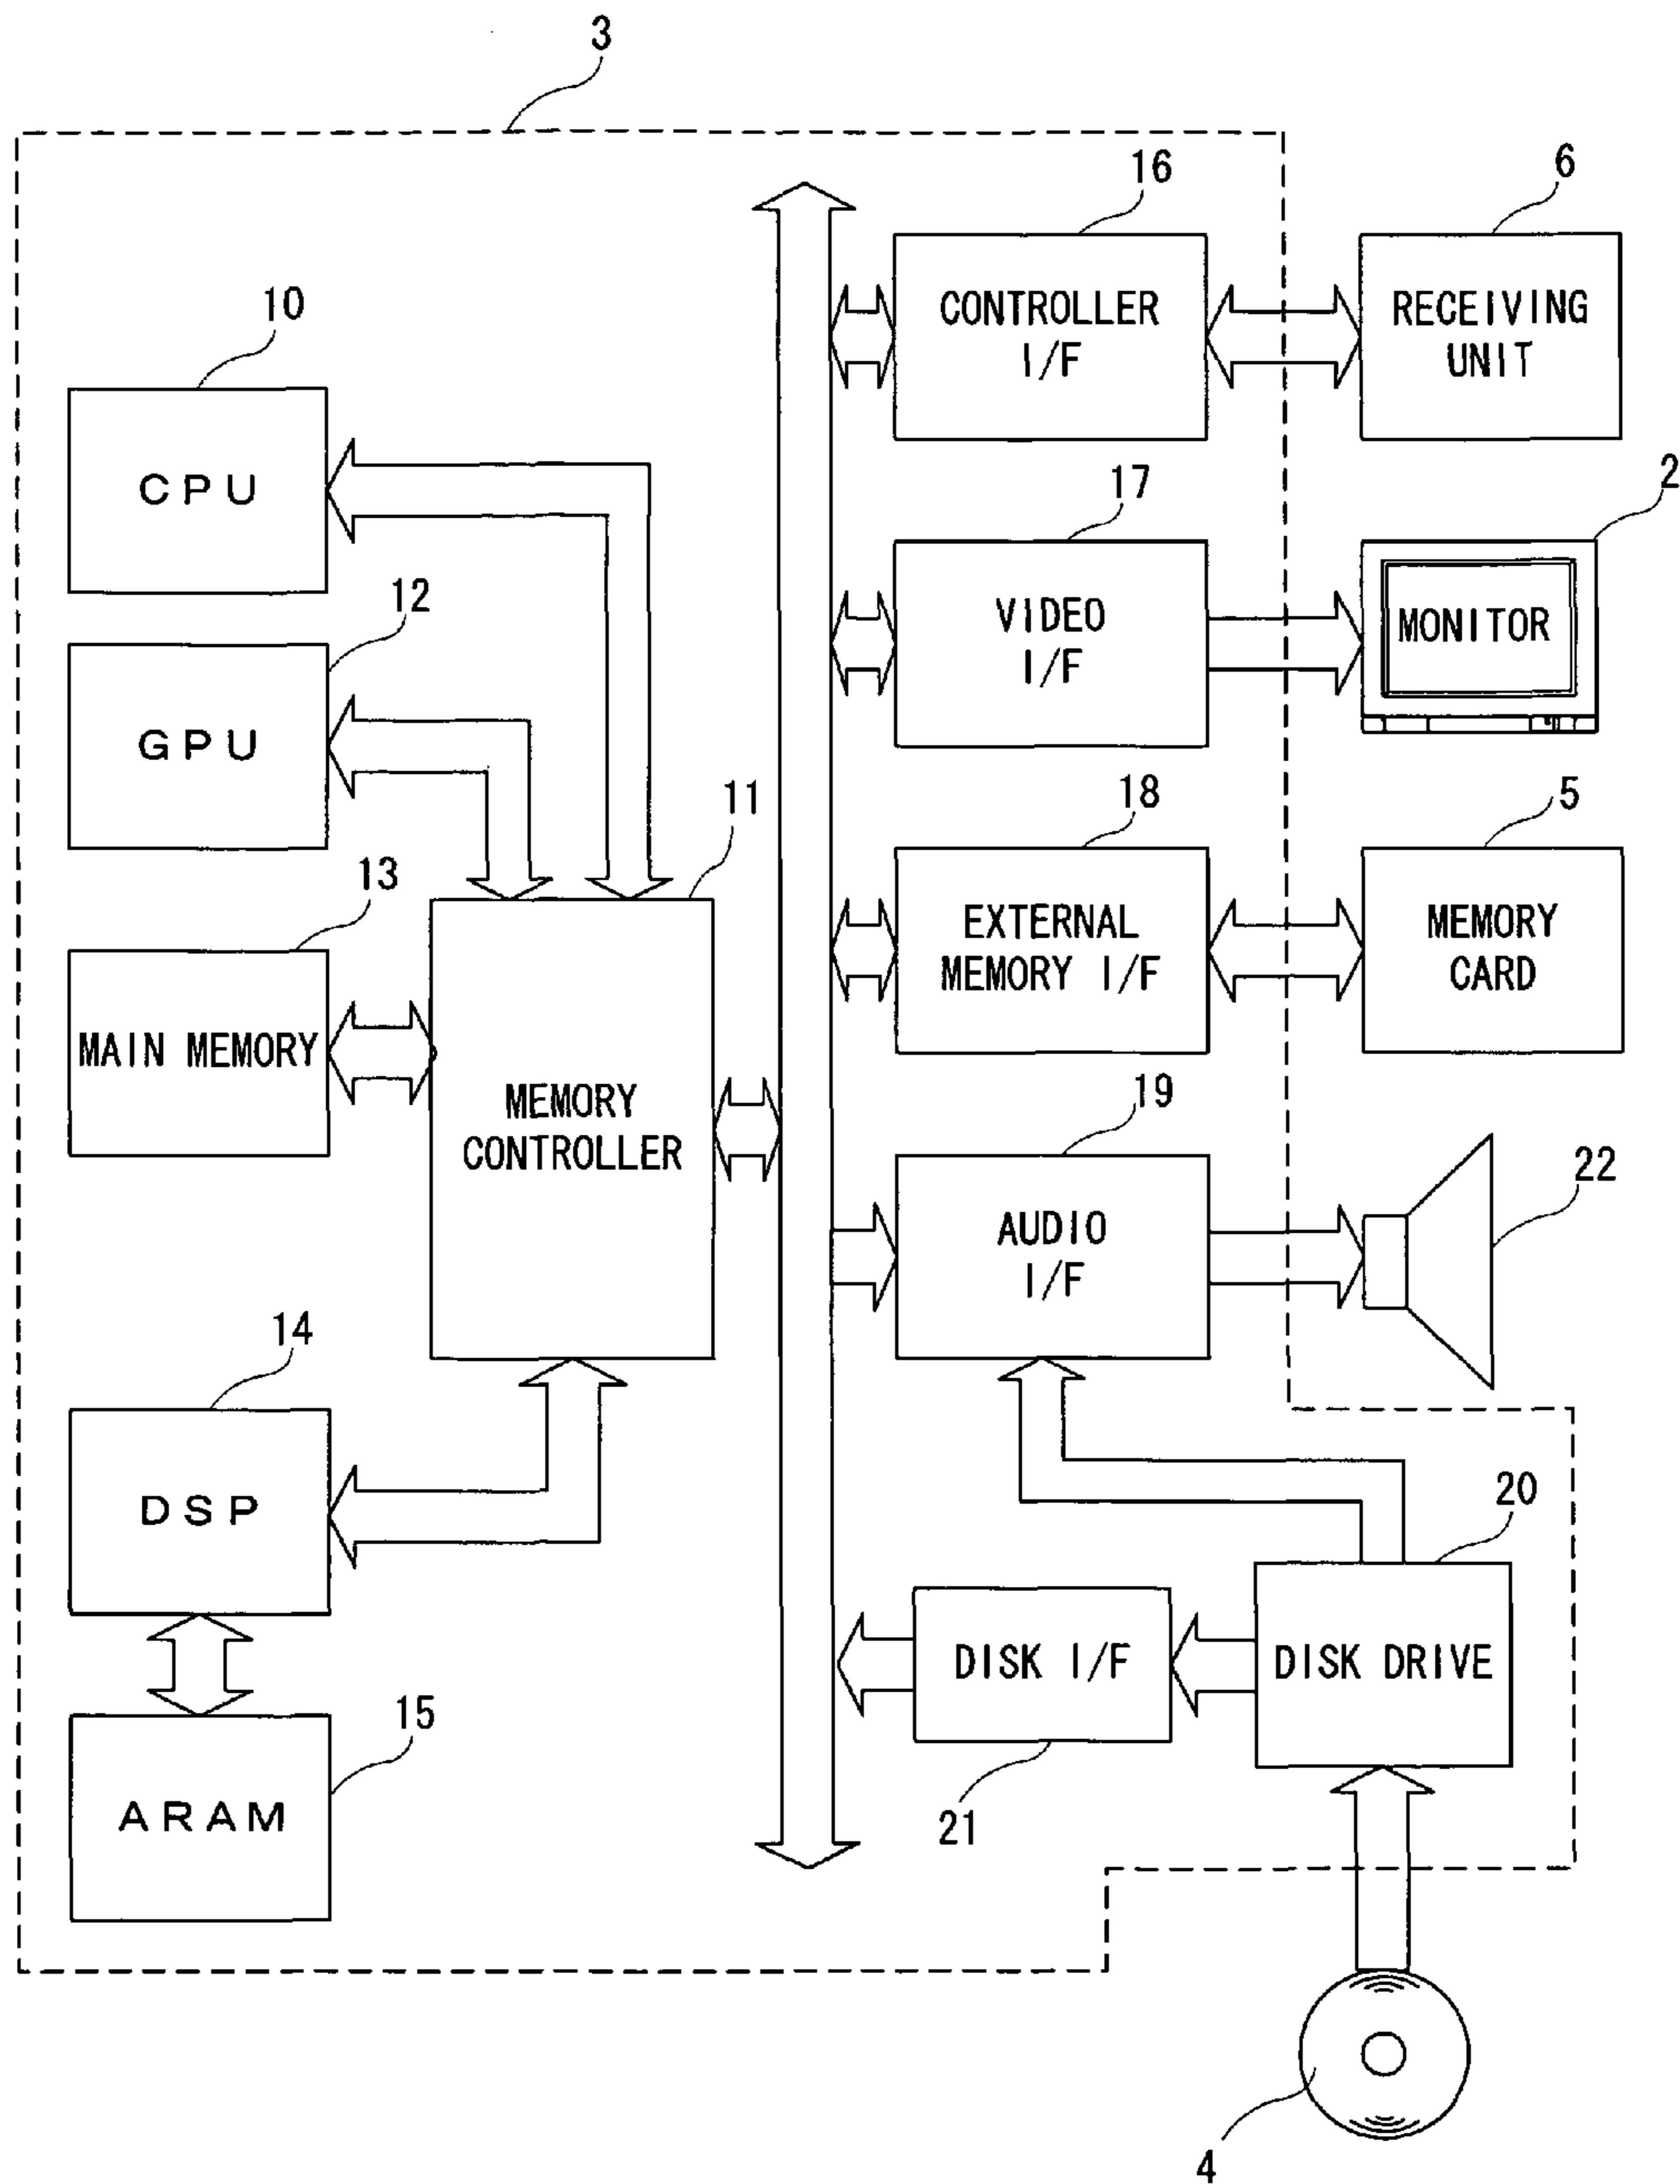 3
16
6
CONTROLLER
I/F
RECEIVING
UNIT
10
CPU
17
2
VIDEO
I/F
MONITOR
12
GPU
11
18
5
13
EXTERNAL
MEMORY I/F
MEMORY
CARD
MAIN MEMORY
MEMORY
CONTROLLER
19
22
AUDIO
I/F
14
DSP
20
DISK I/F
DISK DRIVE
15
21
ARAM
4